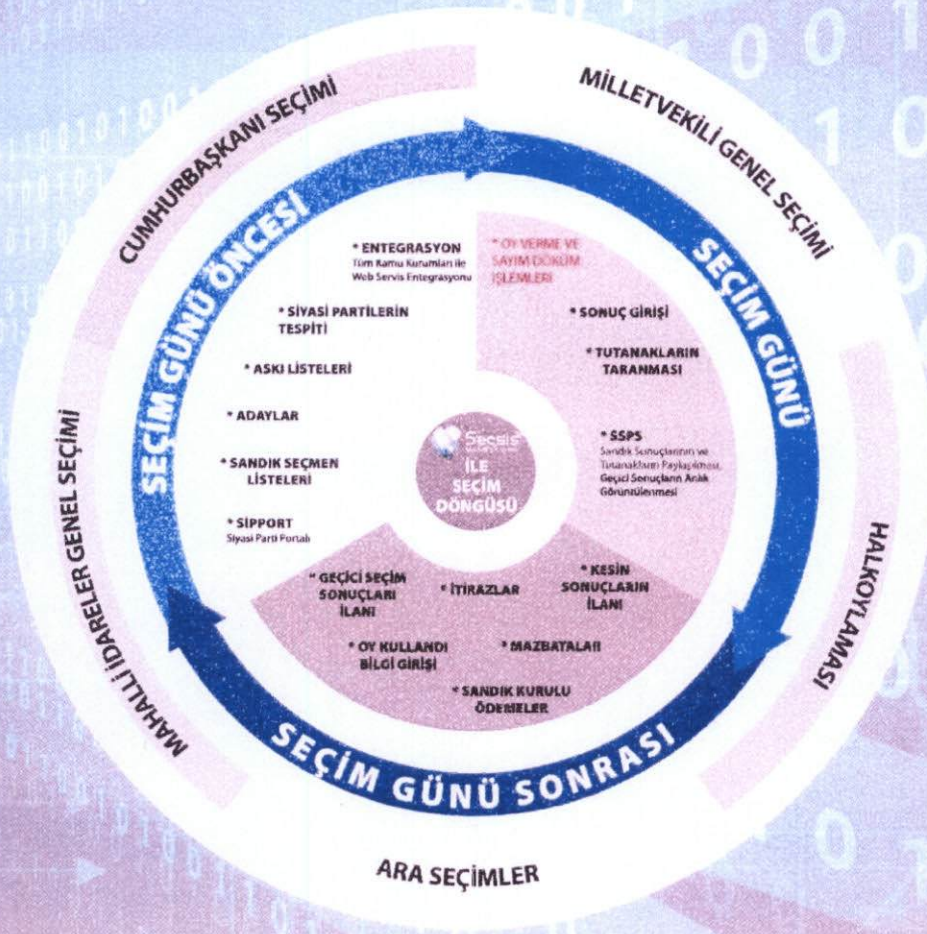 CUMHURBAŞKANI SEÇİMİ
MİLLETVEKİLİ GENEL SEÇİMİ
HALKOYLAMASI
ARA SEÇİMLER
MAHALLİ İDARELER GENEL SEÇİMİ
SEÇİM GÜNÜ ÖNCESİ
* ENTEGRASYON
Tüm Kamu Kurumları ile
Web Servis Entegrasyonu
* SİYASİ PARTİLERİN
TESPİTİ
* ASKI LİSTELERİ
* ADAYLAR
* SANDIK SEÇMEN
LİSTELERİ
* SİPPORT
Siyasi Parti Portalı
SEÇİM GÜNÜ
* OY VERME VE
SAYIM DÖKÜM
İŞLEMLERİ
* SONUÇ GİRİŞİ
* TUTANAKLARIN
TARANMASI
* SSPS
Sandık Sonuçlarının ve
Tutanakların Paylaşılması,
Geçici Sonuçların Anlık
Görüntülenmesi
Seçsis
İLE
SEÇİM
DÖNGÜSÜ
SEÇİM GÜNÜ SONRASI
* GEÇİCİ SEÇİM
SONUÇLARI
İLANI
* İTİRAZLAR
* KESİN
SONUÇLARIN
İLANI
* OY KULLANDI
BİLGİ GİRİŞİ
* MAZBATALAR
* SANDIK KURULU
ÖDEMELER